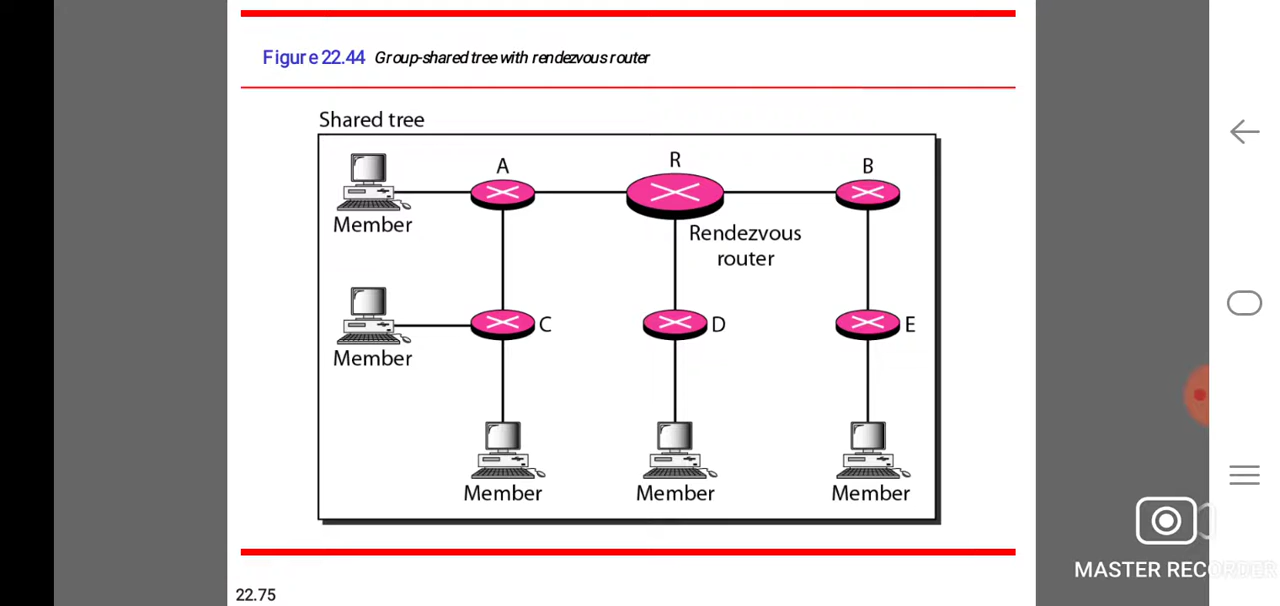 Figure 22.44 Group-shared tree with rendezvous router
Shared tree
A
R
B
Member
Rendezvous
router
C
D
E
Member
Member
Member
Member
22.75
MASTER RECORDER